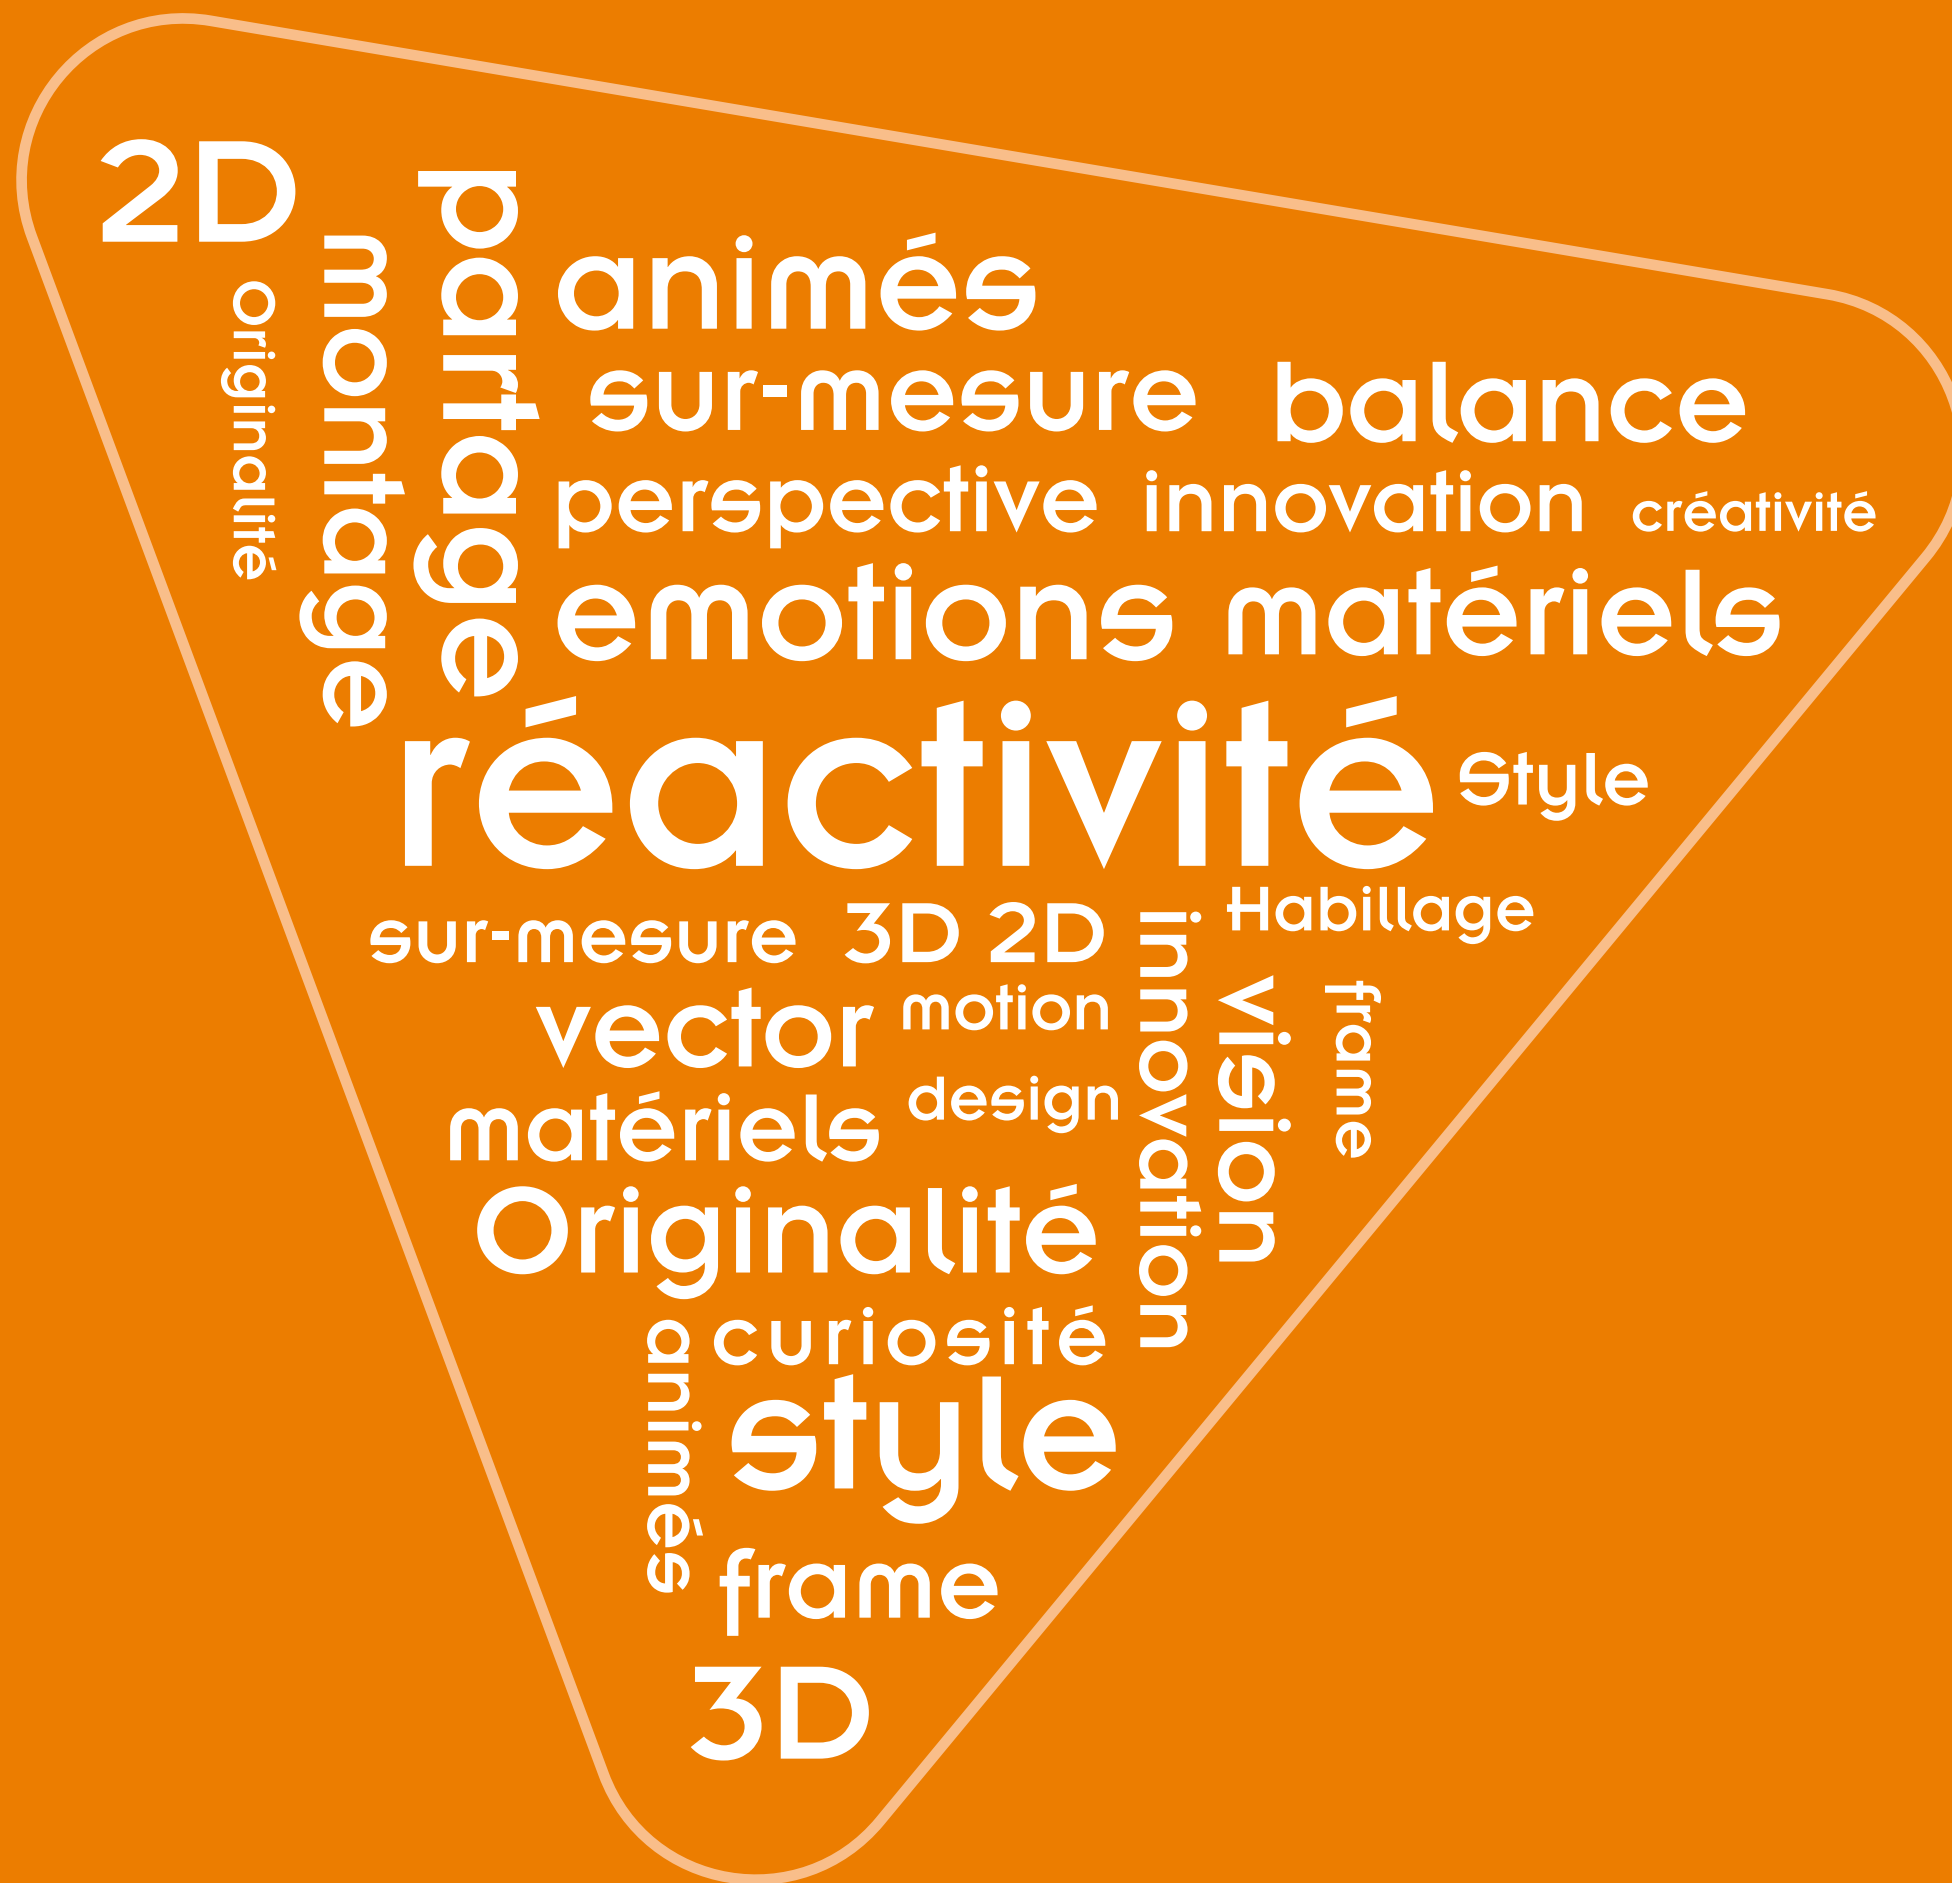 2D
originalité
montage
partage
animés
sur-mesure balance
perspective innovation créativité
emotions matériels
réactivité Style
sur-mesure 3D 2D
Habillage
vector motion
innovation
vision
frame
matériels design
Originalité
curiosité
animés
style
frame
3D